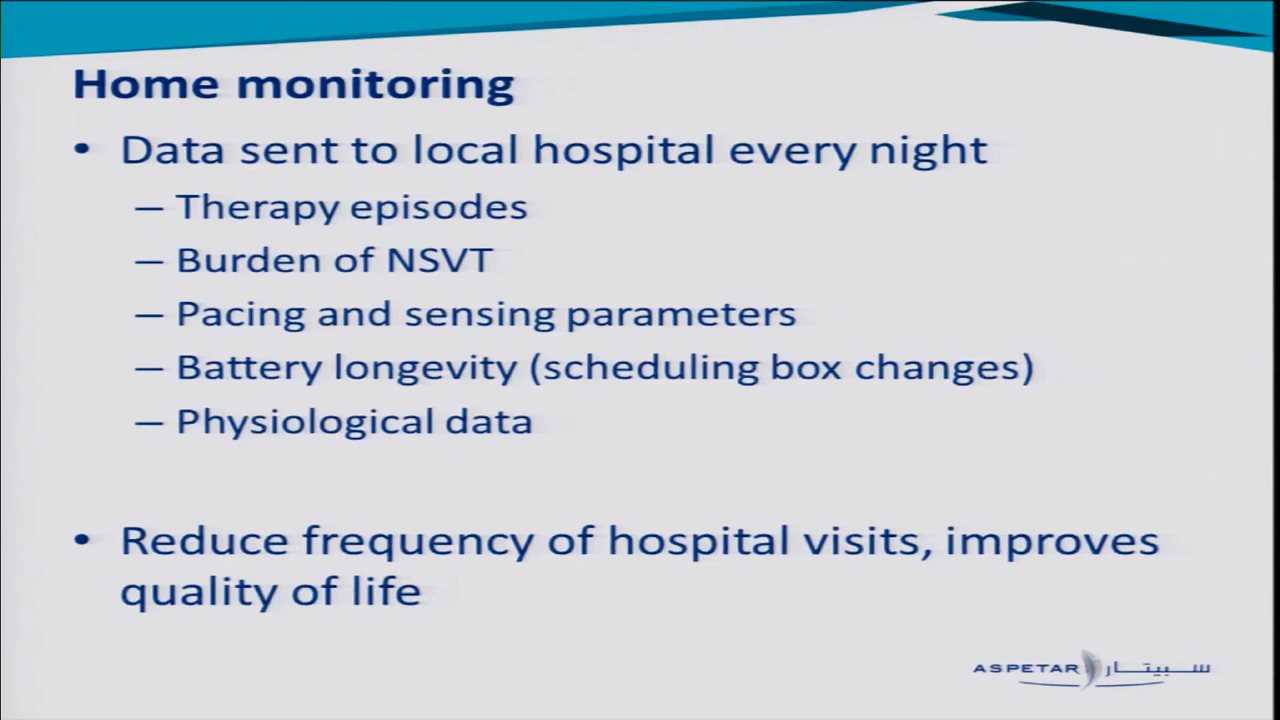 Home monitoring
• Data sent to local hospital every night
– Therapy episodes
– Burden of NSVT
– Pacing and sensing parameters
– Battery longevity (scheduling box changes)
– Physiological data
• Reduce frequency of hospital visits, improves
quality of life
ASPETAR سبيتار